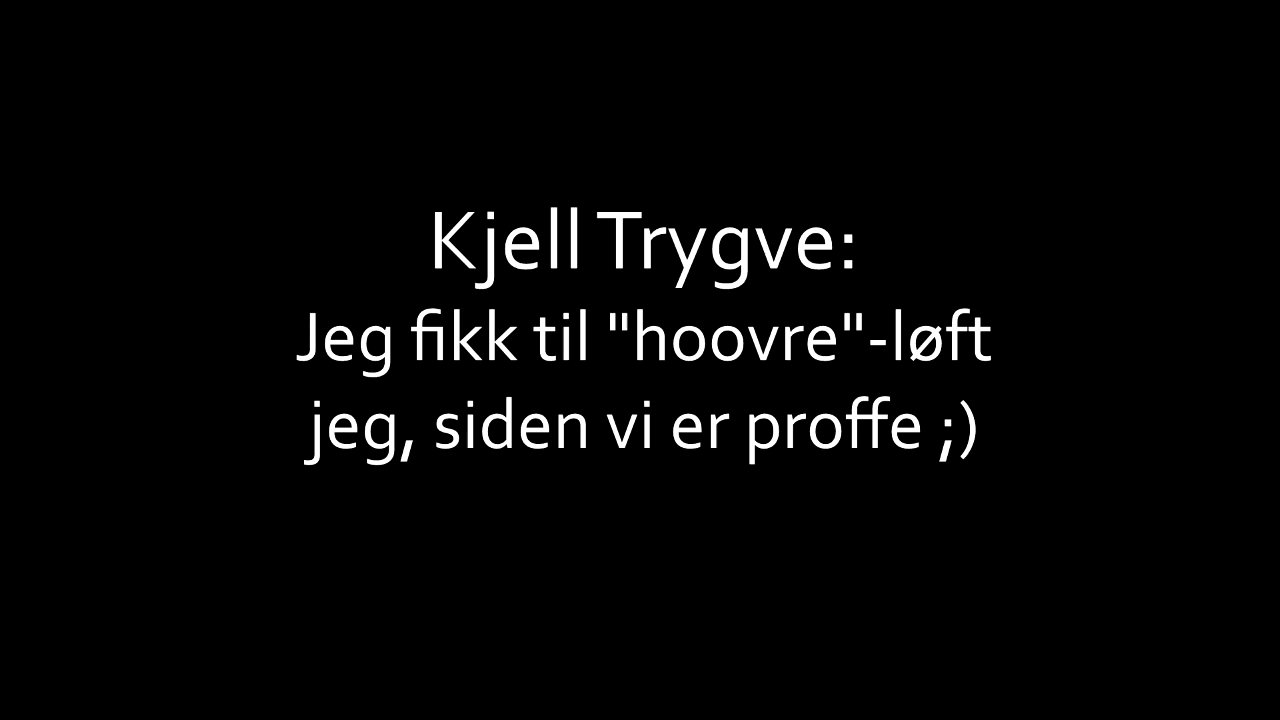 Kjell Trygve:
Jeg fikk til "hoovre"-løft
jeg, siden vi er proffe ;)